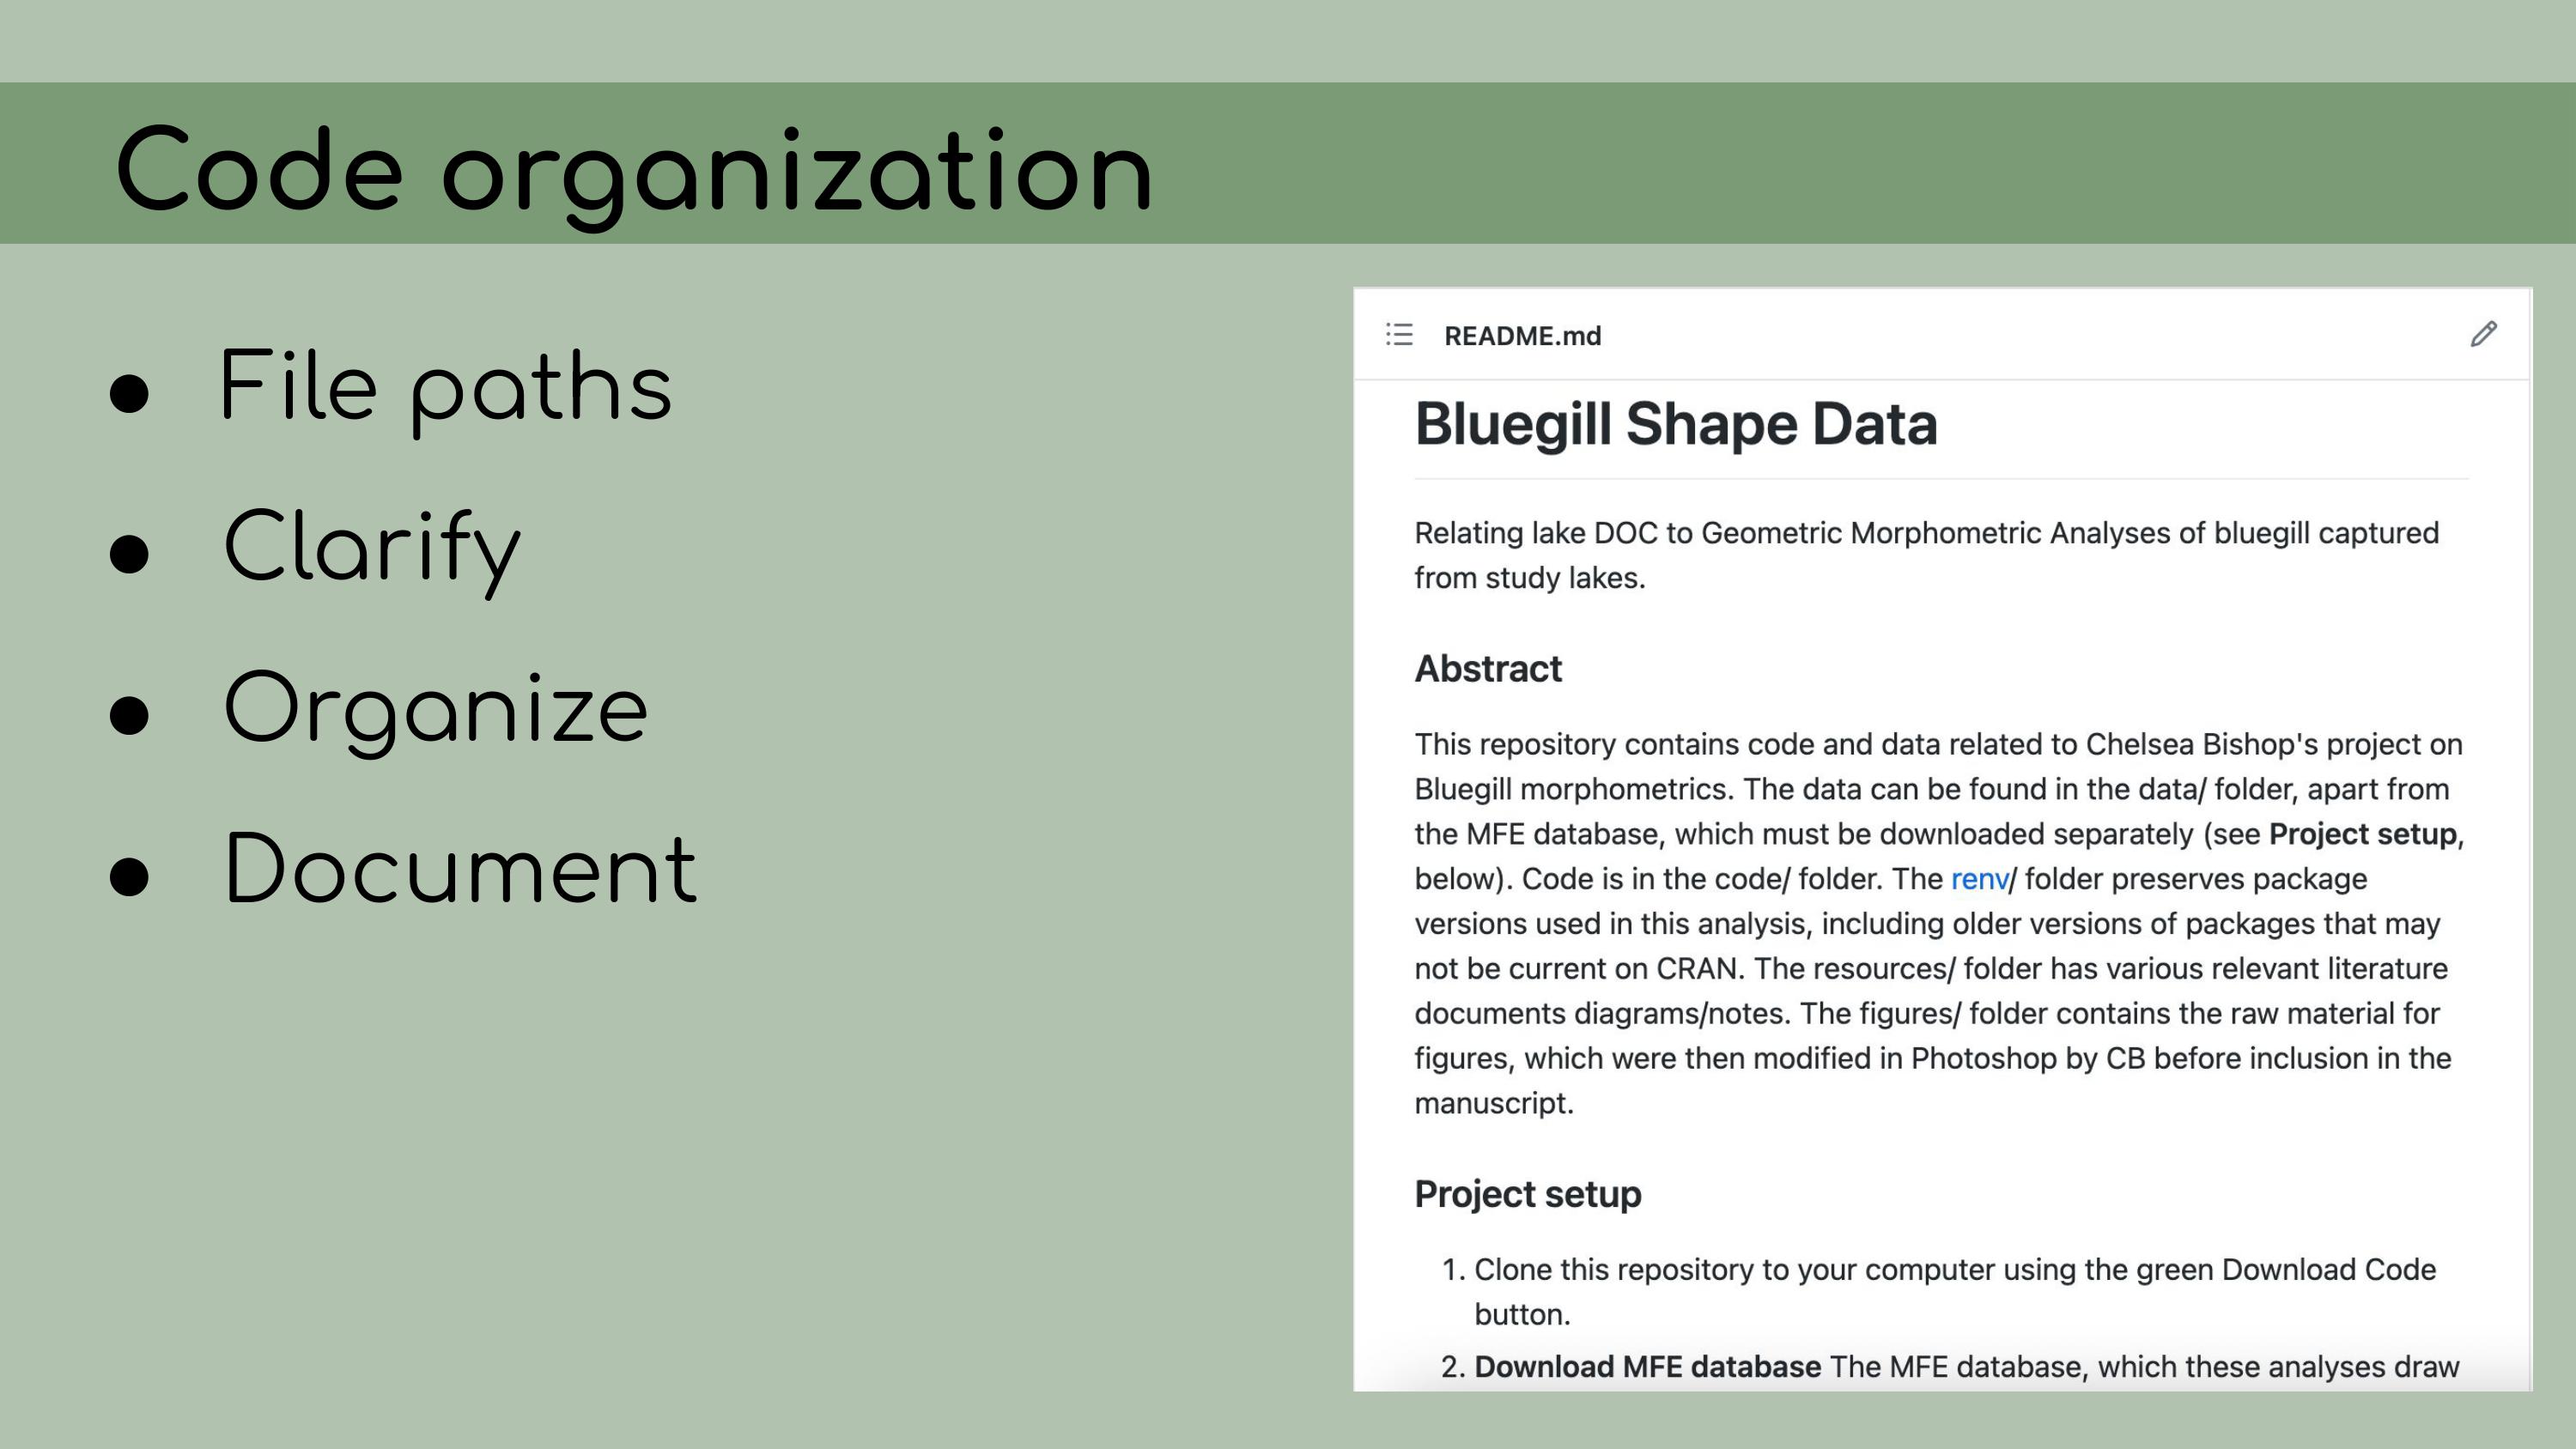 Code organization
● File paths
● Clarify
● Organize
● Document
README.md
Bluegill Shape Data
Relating lake DOC to Geometric Morphometric Analyses of bluegill captured
from study lakes.
Abstract
This repository contains code and data related to Chelsea Bishop's project on
Bluegill morphometrics. The data can be found in the data/ folder, apart from
the MFE database, which must be downloaded separately (see Project setup,
below). Code is in the code/ folder. The renv/ folder preserves package
versions used in this analysis, including older versions of packages that may
not be current on CRAN. The resources/ folder has various relevant literature
documents diagrams/notes. The figures/ folder contains the raw material for
figures, which were then modified in Photoshop by CB before inclusion in the
manuscript.
Project setup
1. Clone this repository to your computer using the green Download Code
button.
2. Download MFE database The MFE database, which these analyses draw